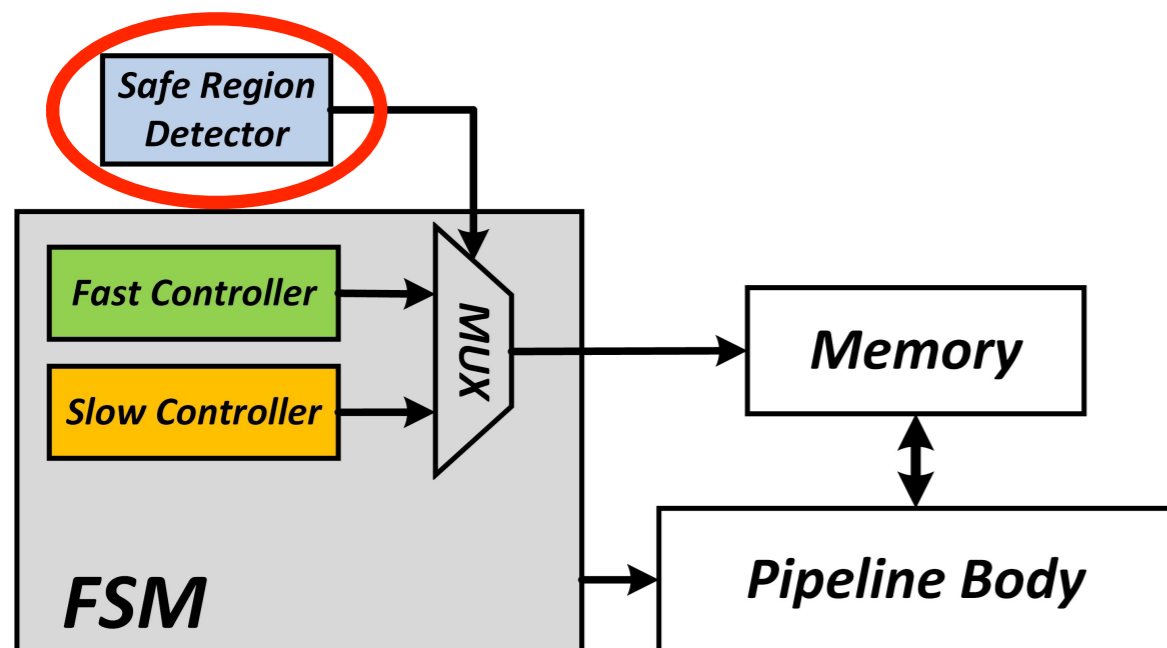 Safe Region
Detector
Fast Controller
MUX
Slow Controller
Memory
Pipeline Body
FSM